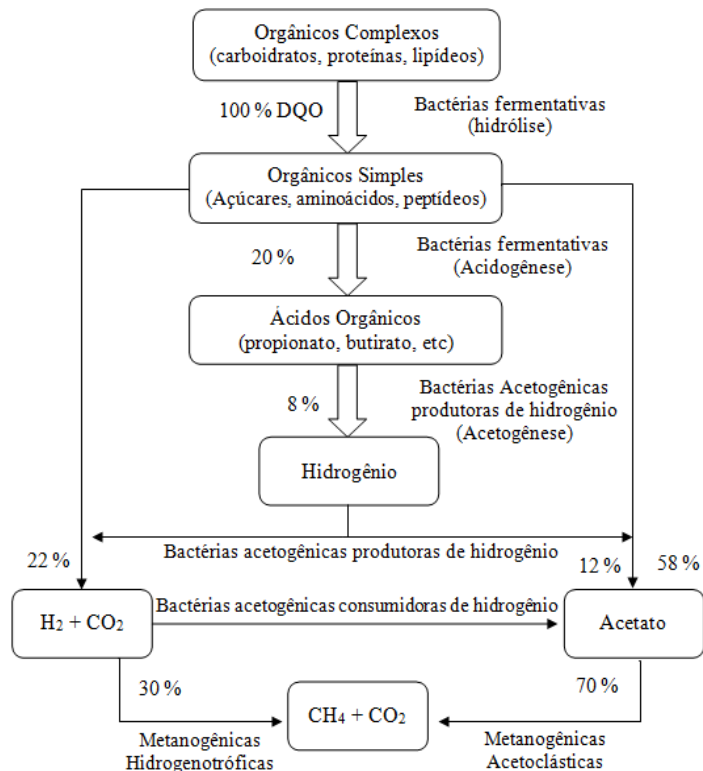 Orgânicos Complexos
(carboidratos, proteínas, lipídeos)
100 % DQO
Bactérias fermentativas
(hidrólise)
Orgânicos Simples
(Açúcares, aminoácidos, peptídeos)
20 %
Bactérias fermentativas
(Acidogênese)
Ácidos Orgânicos
(propionato, butirato, etc)
8 %
Bactérias Acetogênicas
produtoras de hidrogênio
(Acetogênese)
Hidrogênio
Bactérias acetogênicas produtoras de hidrogênio
22 %
12 %
58 %
H₂ + CO₂
Bactérias acetogênicas consumidoras de hidrogênio
Acetato
30 %
70 %
CH₄ + CO₂
Metanogênicas
Hidrogenotróficas
Metanogênicas
Acetoclásticas